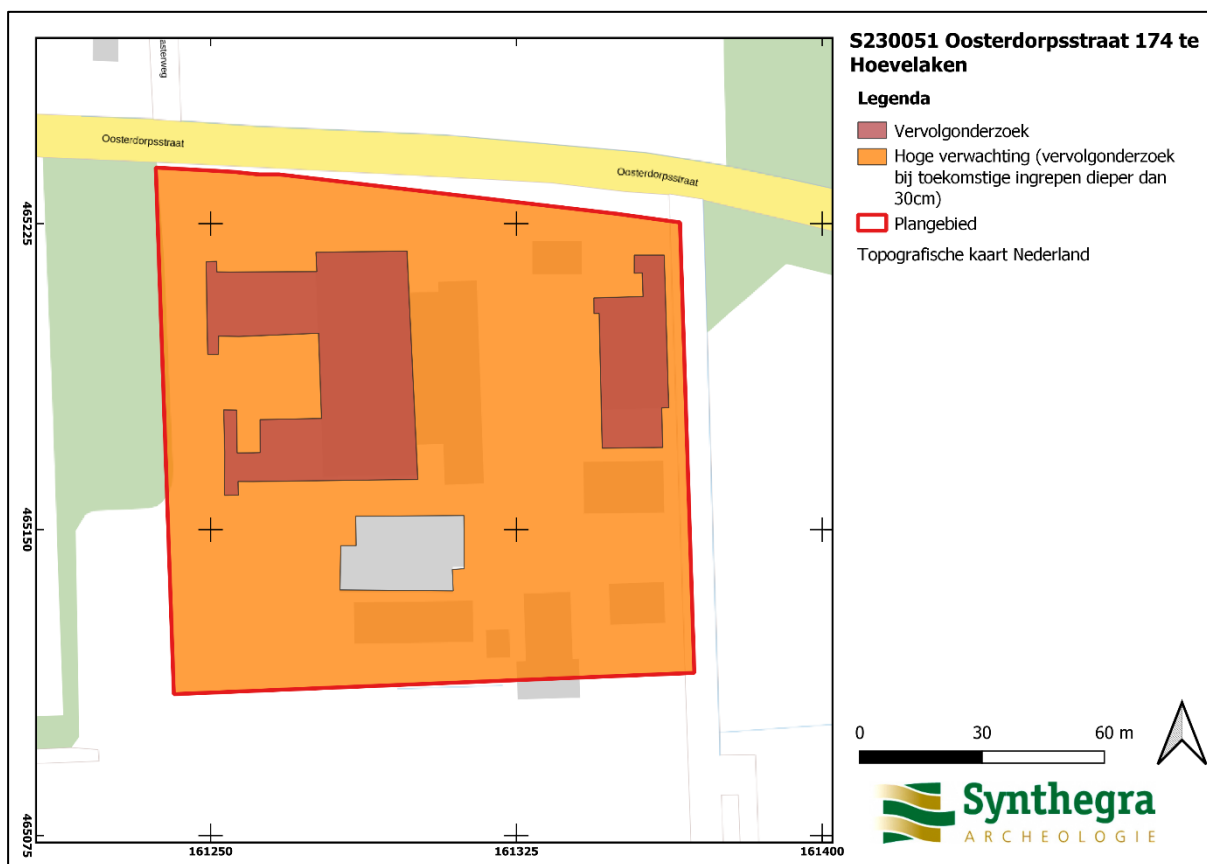 S230051 Oosterdorpsstraat 174 te
Hoevelaken
Legenda
Vervolgonderzoek
Hoge verwachting (vervolgonderzoek
bij toekomstige ingrepen dieper dan
30cm)
Plangebied
Topografische kaart Nederland
asterweg
Oosterdorpsstraat
Oosterdorpsstraat
465225
465150
465075
161250
161325
161400
0 30 60 m
Synthegra
ARCHEOLOGIE